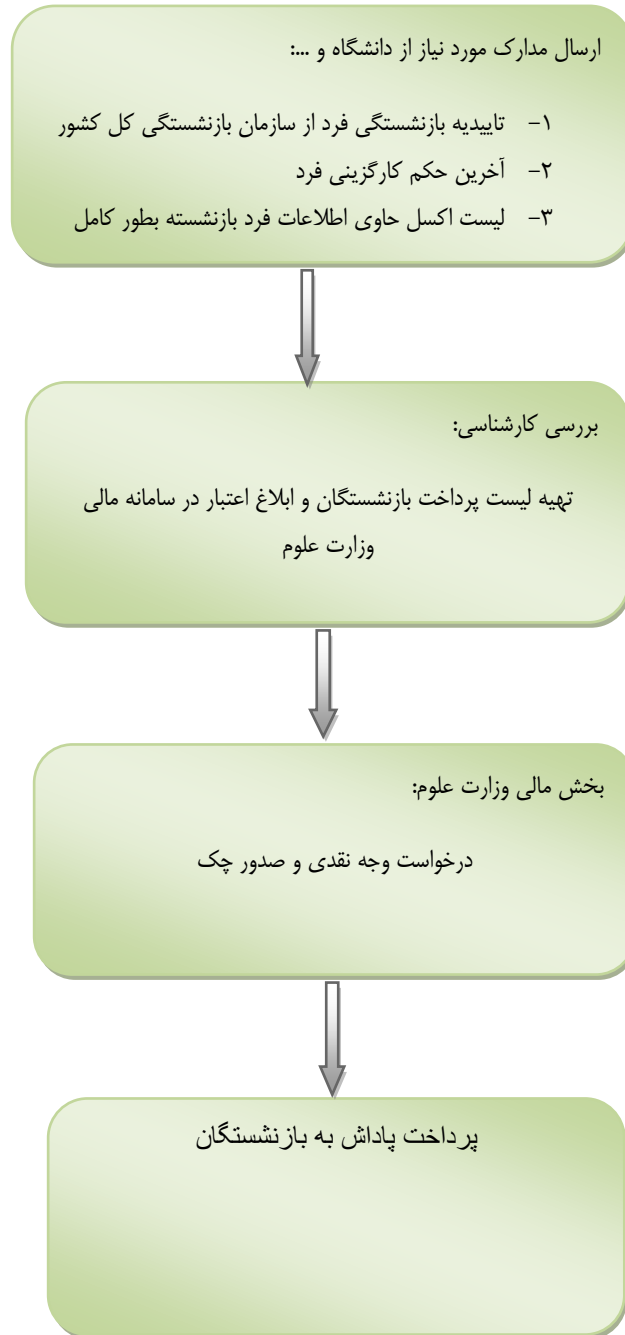 ارسال مدارک مورد نیاز از دانشگاه و ...:
۱- تاییدیه بازنشستگی فرد از سازمان بازنشستگی کل کشور
۲- آخرین حکم کارگزینی فرد
۳- لیست اکسل حاوی اطلاعات فرد بازنشسته بطور کامل
بررسی کارشناسی:
تهیه لیست پرداخت بازنشستگان و ابلاغ اعتبار در سامانه مالی
وزارت علوم
بخش مالی وزارت علوم:
درخواست وجه نقدی و صدور چک
پرداخت پاداش به بازنشستگان